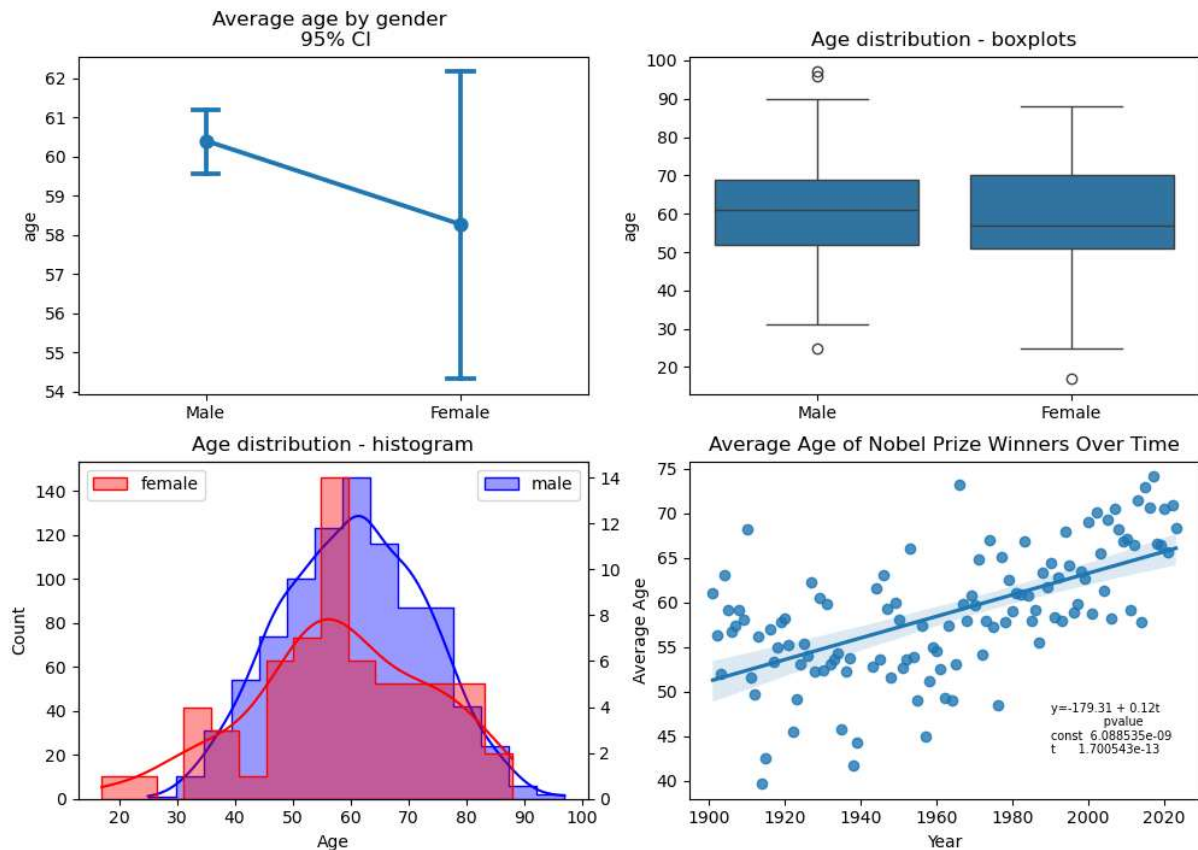 Average age by gender
95% CI
age
62
61
60
59
58
57
56
55
54
Male
Female
Age distribution - boxplots
age
100
90
80
70
60
50
40
30
20
Male
Female
Age distribution - histogram
female
male
Count
140
120
100
80
60
40
20
0
14
12
10
8
6
4
2
0
20
30
40
50
60
70
80
90
100
Age
Average Age of Nobel Prize Winners Over Time
Average Age
75
70
65
60
55
50
45
40
y=-179.31 + 0.12t
pvalue
const 6.088535e-09
t 1.700543e-13
1900
1920
1940
1960
1980
2000
2020
Year